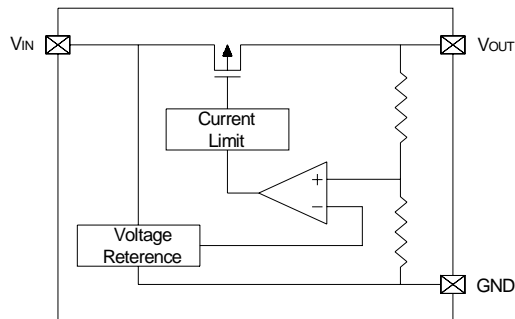 VIN
VOUT
Current
Limit
+
−
Voltage
Reterence
GND